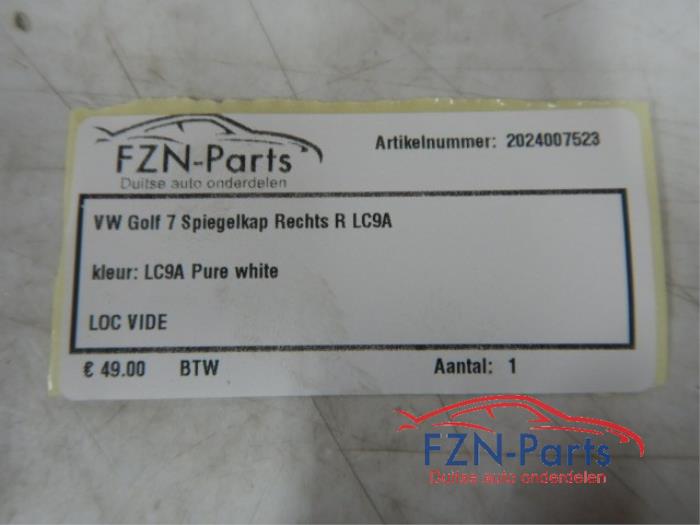 FZN-Parts
Duitse auto onderdelen
Artikelnummer: 2024007523
VW Golf 7 Spiegelkap Rechts R LC9A
kleur: LC9A Pure white
LOC VIDE
€ 49.00 BTW Aantal: 1
FZN-Parts
Duitse auto onderdelen